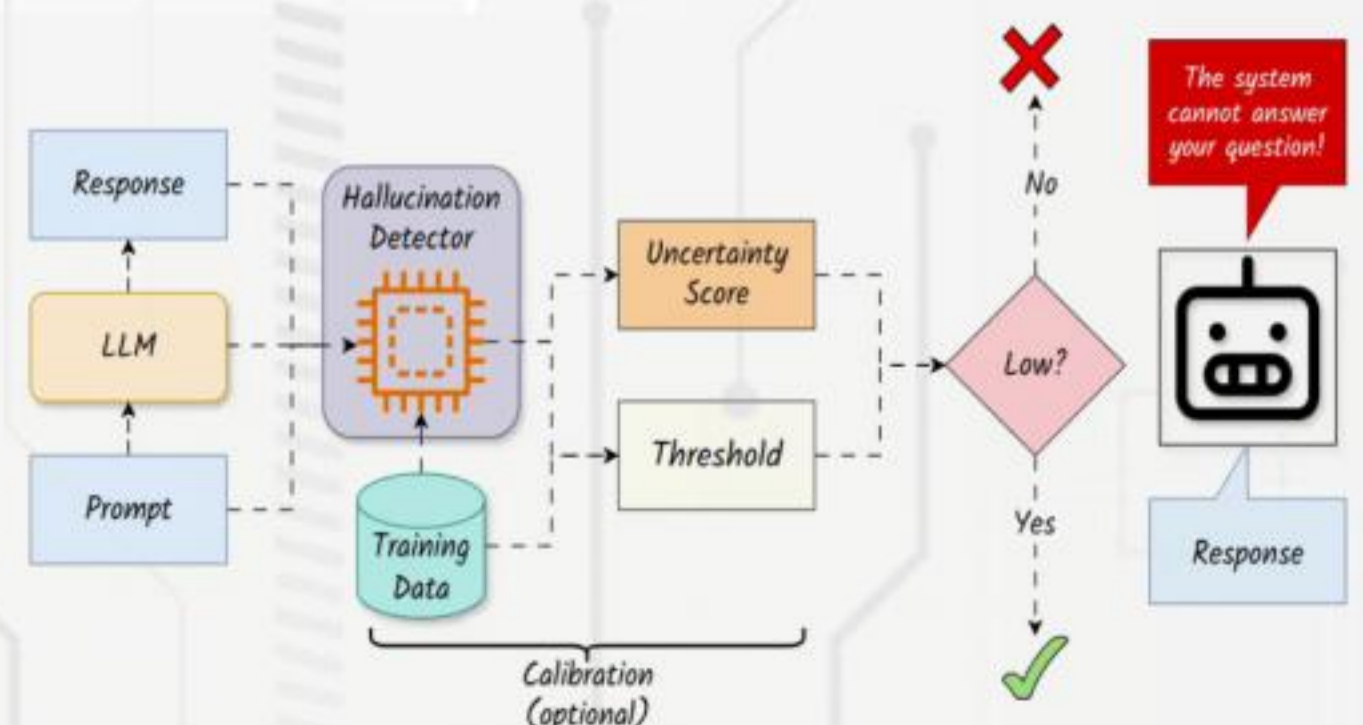 Response
LLM
Prompt
Hallucination
Detector
Training
Data
Uncertainty
Score
Threshold
Calibration
(optional)
No
Low?
Yes
The system
cannot answer
your question!
Response